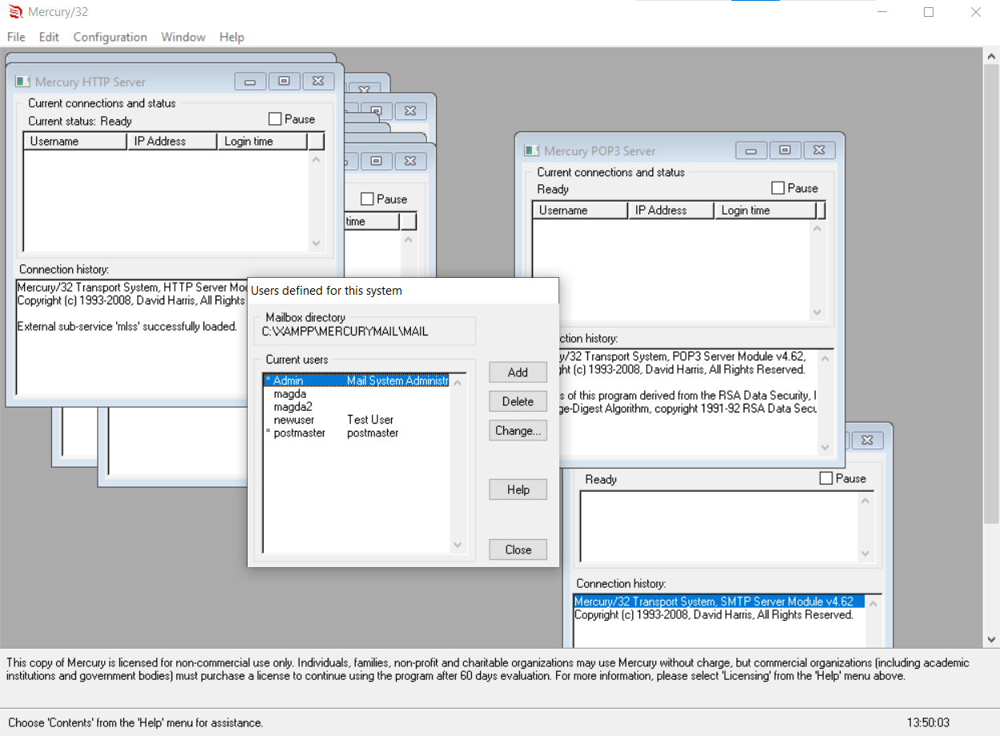 Mercury/32
File Edit Configuration Window Help
Mercury HTTP Server
Current connections and status
Current status: Ready
Pause
Username IP Address Login time
Connection history:
Mercury/32 Transport System, HTTP Server Mod
Copyright (c) 1993-2008, David Harris, All Rights
External sub-service 'mlss' successfully loaded.
Pause
time
Mercury POP3 Server
Current connections and status
Ready
Pause
Username IP Address Login time
ction history:
y/32 Transport System, POP3 Server Module v4.62,
ght (c) 1993-2008, David Harris, All Rights Reserved.
s of this program derived from the RSA Data Security, I
ge-Digest Algorithm, copyright 1991-92 RSA Data Secu
Users defined for this system
Mailbox directory
C:\XAMPP\MERCURYMAIL\MAIL
Current users
* Admin Mail System Administr
magda
magda2
newuser Test User
* postmaster postmaster
Add
Delete
Change...
Help
Close
Ready
Pause
Connection history:
Mercury/32 Transport System, SMTP Server Module v4.62
Copyright (c) 1993-2008, David Harris, All Rights Reserved.
This copy of Mercury is licensed for non-commercial use only. Individuals, families, non-profit and charitable organizations may use Mercury without charge, but commercial organizations (including academic
institutions and government bodies) must purchase a license to continue using the program after 60 days evaluation. For more information, please select 'Licensing' from the 'Help' menu above.
Choose 'Contents' from the 'Help' menu for assistance.
13:50:03